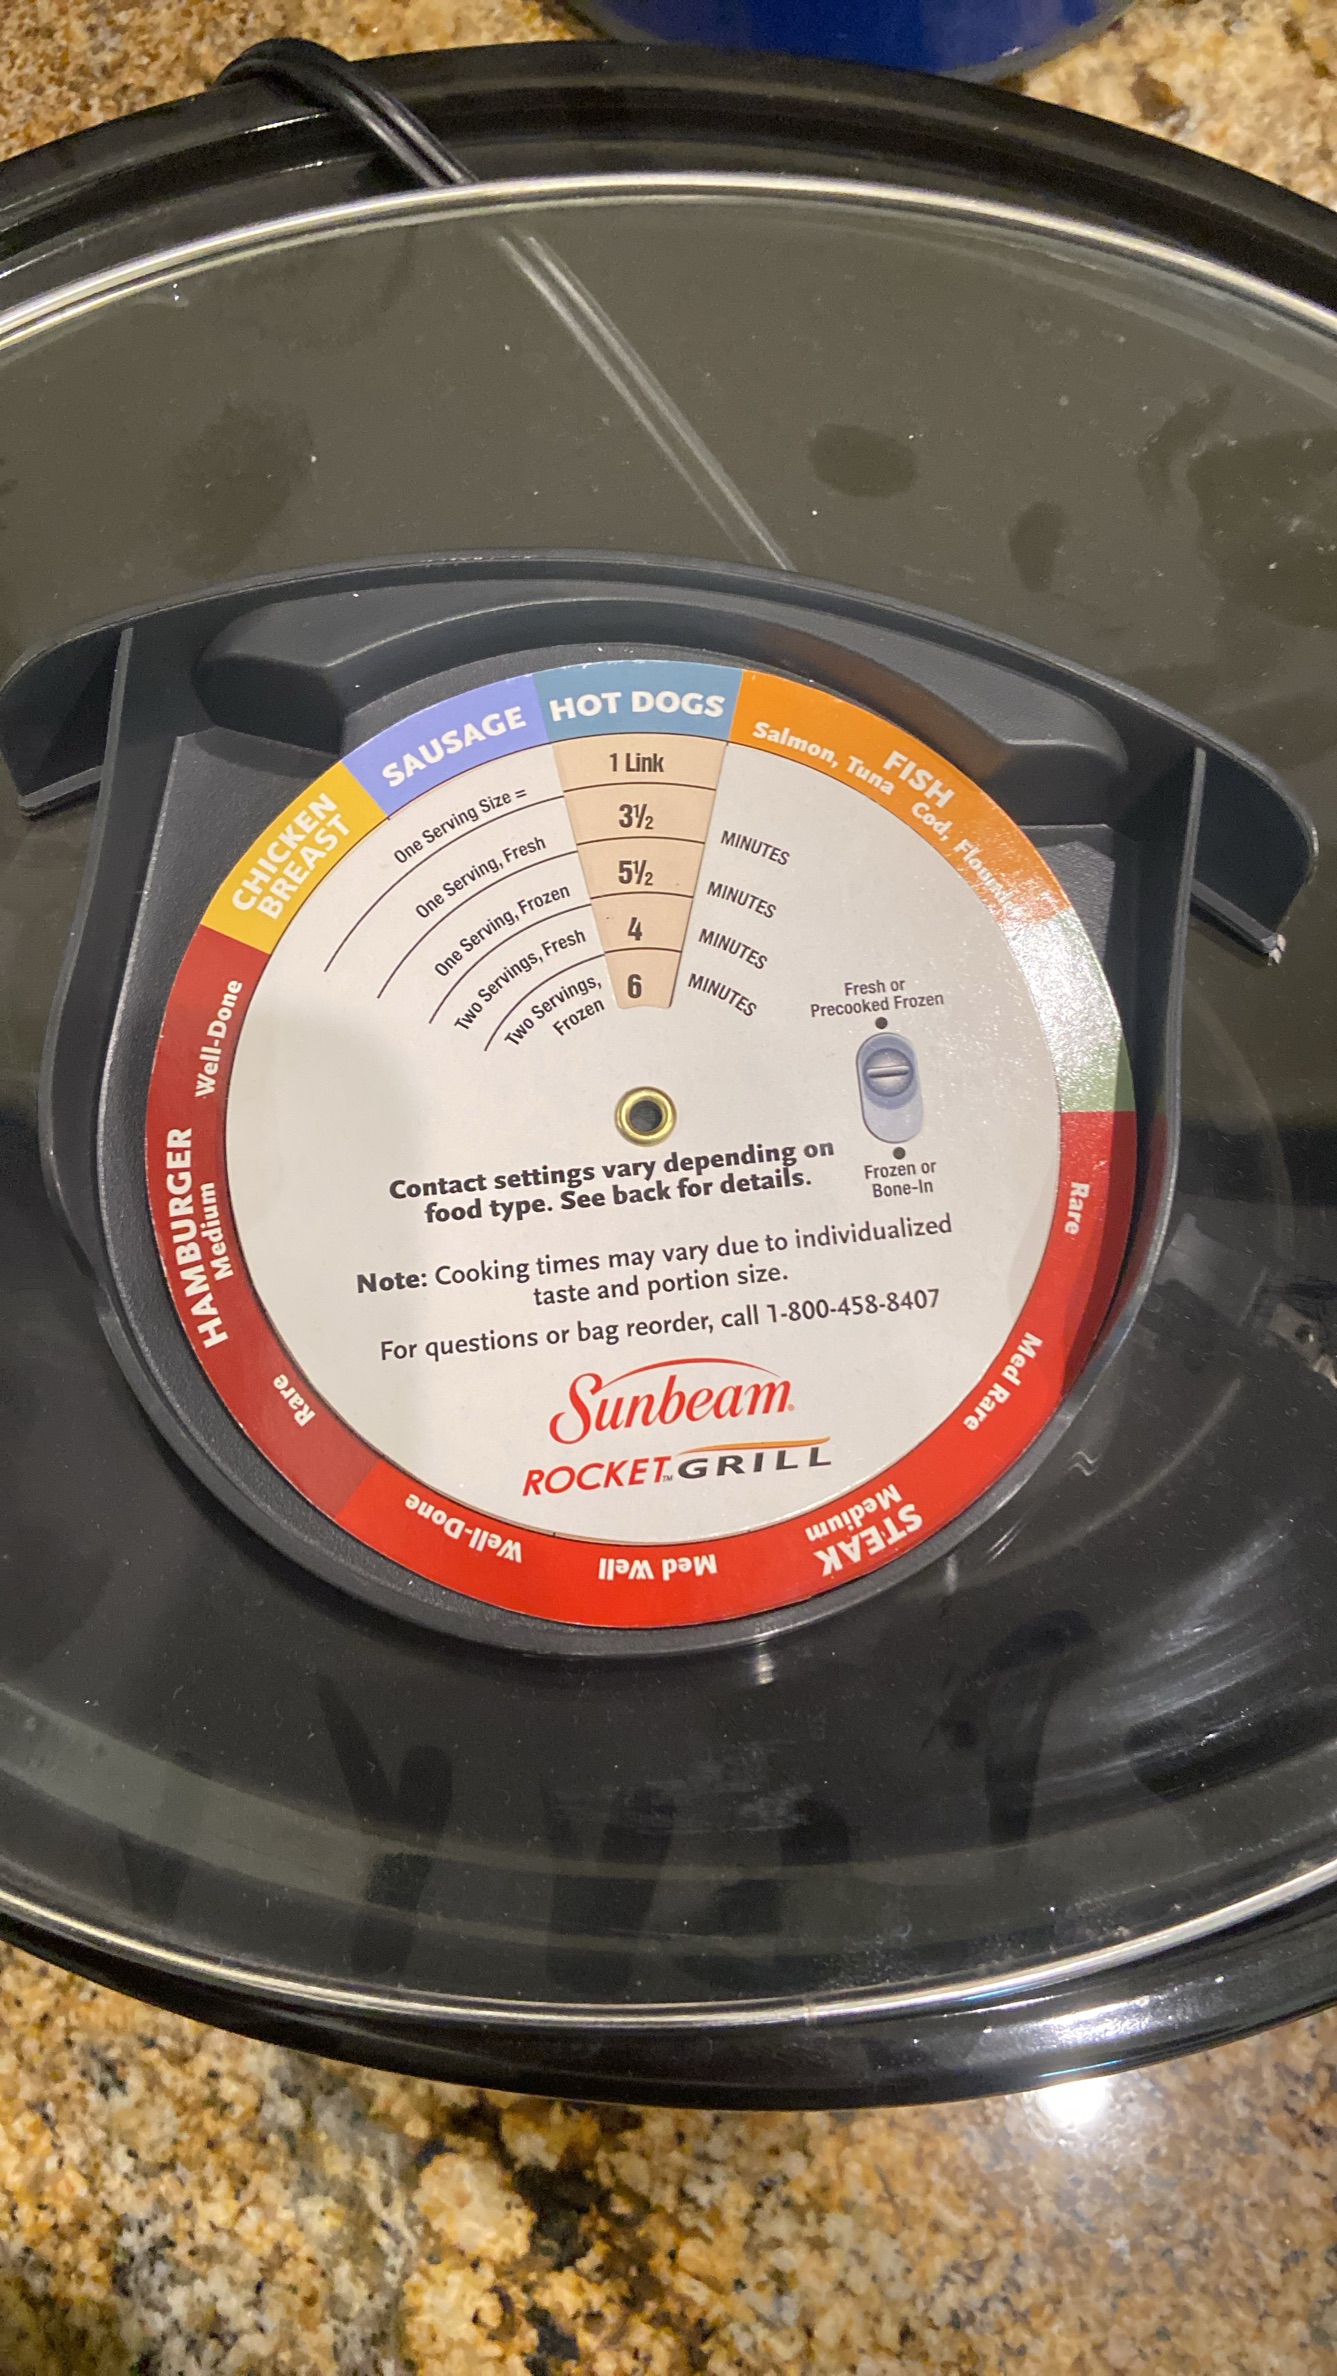 CHICKEN
BREAST
SAUSAGE
HOT DOGS
FISH
Salmon, Tuna
Cod, Flounder
One Serving Size =
1 Link
One Serving, Fresh
3½
MINUTES
One Serving, Frozen
5½
MINUTES
Two Servings, Fresh
4
MINUTES
Two Servings,
Frozen
6
MINUTES
Fresh or
Precooked Frozen
Frozen or
Bone-In
Contact settings vary depending on
food type. See back for details.
Note: Cooking times may vary due to individualized
taste and portion size.
For questions or bag reorder, call 1-800-458-8407
Sunbeam®
ROCKET™ GRILL
HAMBURGER
Well-Done
Medium
Rare
STEAK
Rare
Med Rare
Medium
Med Well
Well-Done